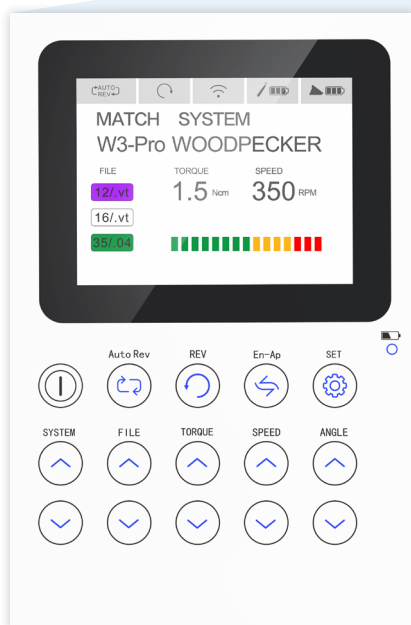 AUTO
REV
MATCH SYSTEM
W3-Pro WOODPECKER
FILE TORQUE SPEED
12/.vt 1.5 Ncm 350 RPM
16/.vt
35/.04
Auto Rev REV En-Ap SET
SYSTEM FILE TORQUE SPEED ANGLE